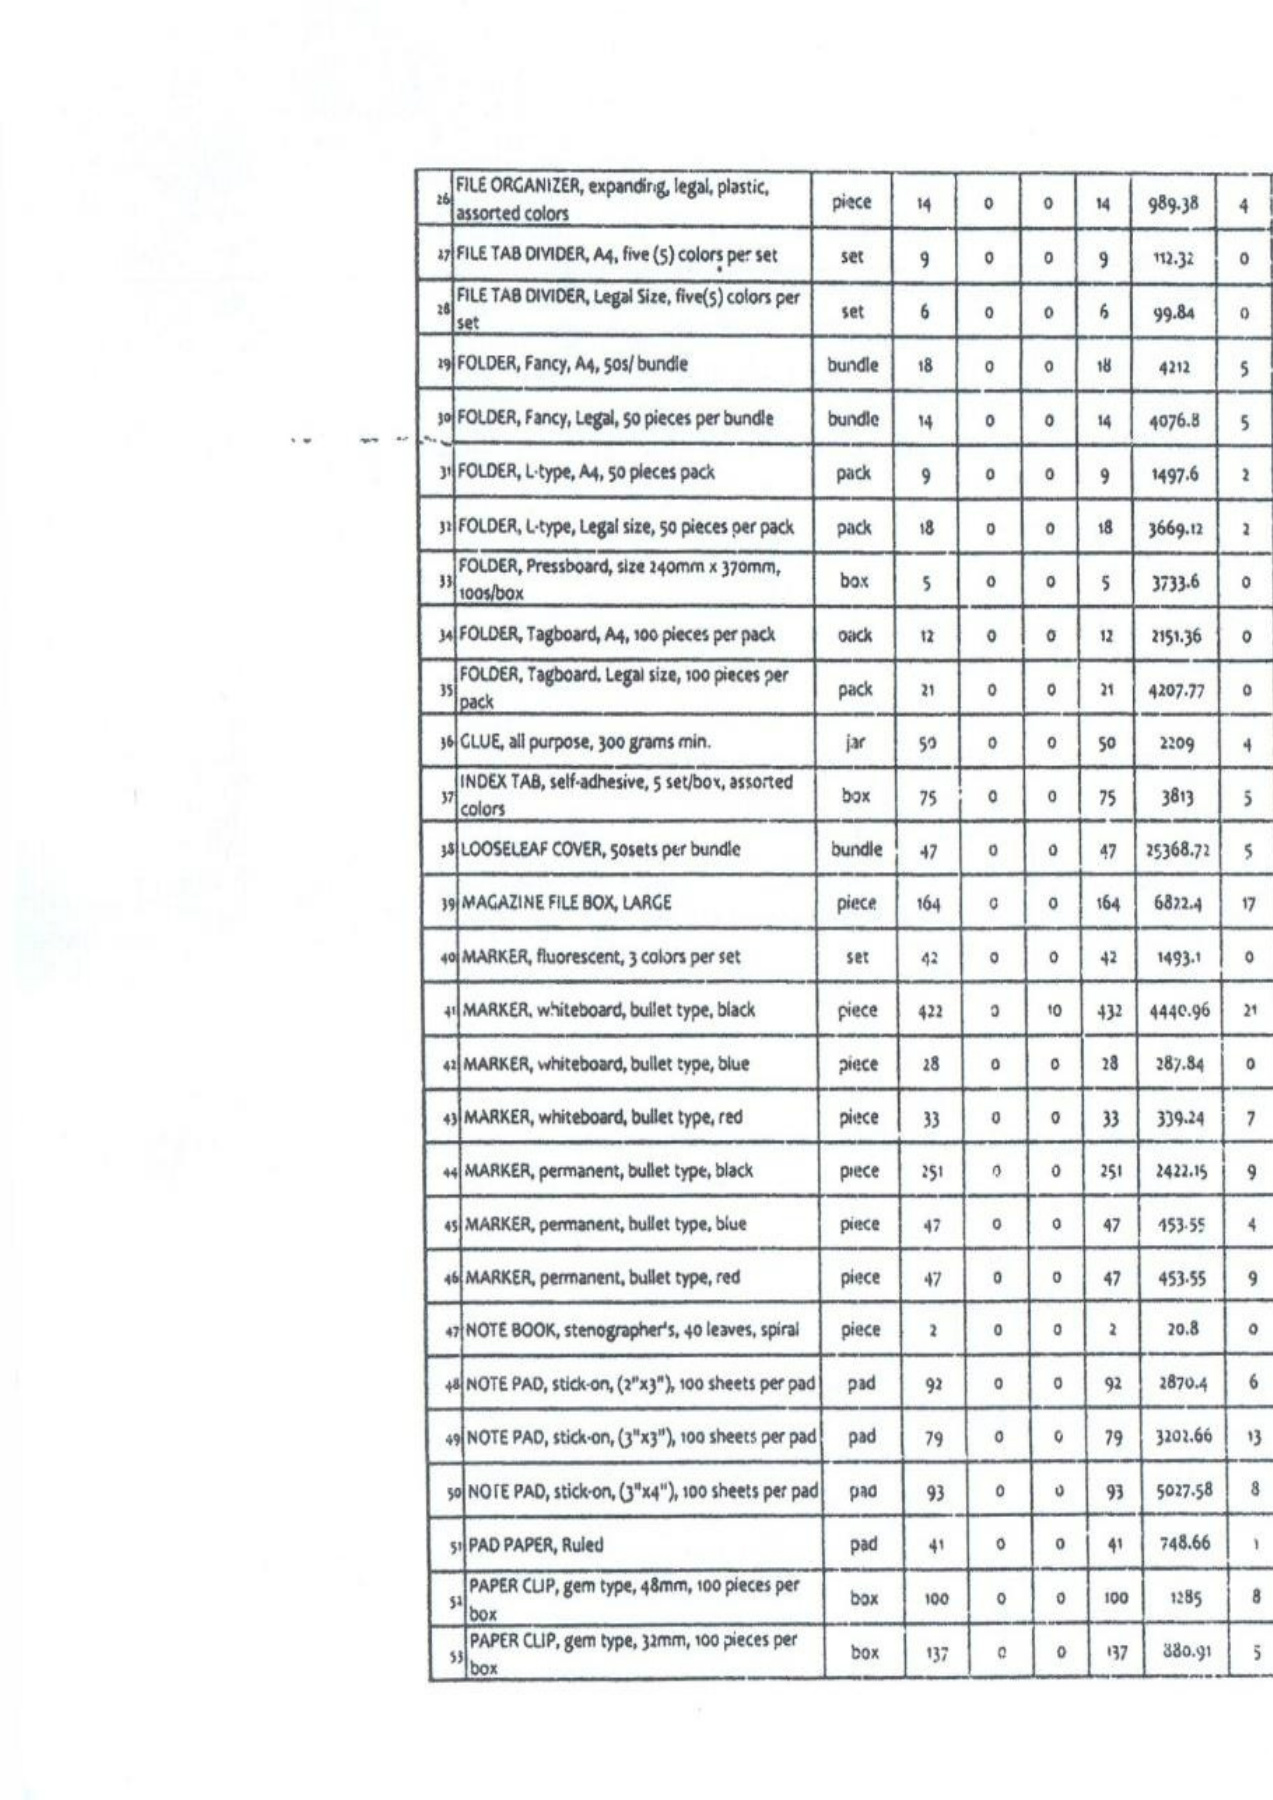 26 FILE ORGANIZER, expanding, legal, plastic, assorted colors piece 14 0 0 14 989.38 4
27 FILE TAB DIVIDER, A4, five (5) colors per set set 9 0 0 9 112.32 0
28 FILE TAB DIVIDER, Legal Size, five(5) colors per set set 6 0 0 6 99.84 0
29 FOLDER, Fancy, A4, 50s/ bundle bundle 18 0 0 18 4212 5
30 FOLDER, Fancy, Legal, 50 pieces per bundle bundle 14 0 0 14 4076.8 5
31 FOLDER, L-type, A4, 50 pieces pack pack 9 0 0 9 1497.6 2
32 FOLDER, L-type, Legal size, 50 pieces per pack pack 18 0 0 18 3669.12 2
33 FOLDER, Pressboard, size 240mm x 370mm, 100s/box box 5 0 0 5 3733.6 0
34 FOLDER, Tagboard, A4, 100 pieces per pack pack 12 0 0 12 2151.36 0
35 FOLDER, Tagboard, Legal size, 100 pieces per pack pack 21 0 0 21 4207.77 0
36 GLUE, all purpose, 300 grams min. jar 50 0 0 50 2209 4
37 INDEX TAB, self-adhesive, 5 set/box, assorted colors box 75 0 0 75 3813 5
38 LOOSELEAF COVER, 50sets per bundle bundle 47 0 0 47 25368.72 5
39 MAGAZINE FILE BOX, LARGE piece 164 0 0 164 6822.4 17
40 MARKER, fluorescent, 3 colors per set set 42 0 0 42 1493.1 0
41 MARKER, whiteboard, bullet type, black piece 422 0 10 432 4440.96 21
42 MARKER, whiteboard, bullet type, blue piece 28 0 0 28 287.84 0
43 MARKER, whiteboard, bullet type, red piece 33 0 0 33 339.24 7
44 MARKER, permanent, bullet type, black piece 251 0 0 251 2422.15 9
45 MARKER, permanent, bullet type, blue piece 47 0 0 47 453.55 4
46 MARKER, permanent, bullet type, red piece 47 0 0 47 453.55 9
47 NOTE BOOK, stenographer's, 40 leaves, spiral piece 2 0 0 2 20.8 0
48 NOTE PAD, stick-on, (2"x3"), 100 sheets per pad pad 92 0 0 92 2870.4 6
49 NOTE PAD, stick-on, (3"x3"), 100 sheets per pad pad 79 0 0 79 3202.66 13
50 NOTE PAD, stick-on, (3"x4"), 100 sheets per pad pad 93 0 0 93 5027.58 8
51 PAD PAPER, Ruled pad 41 0 0 41 748.66 1
52 PAPER CLIP, gem type, 48mm, 100 pieces per box box 100 0 0 100 1285 8
53 PAPER CLIP, gem type, 32mm, 100 pieces per box box 137 0 0 137 880.91 5